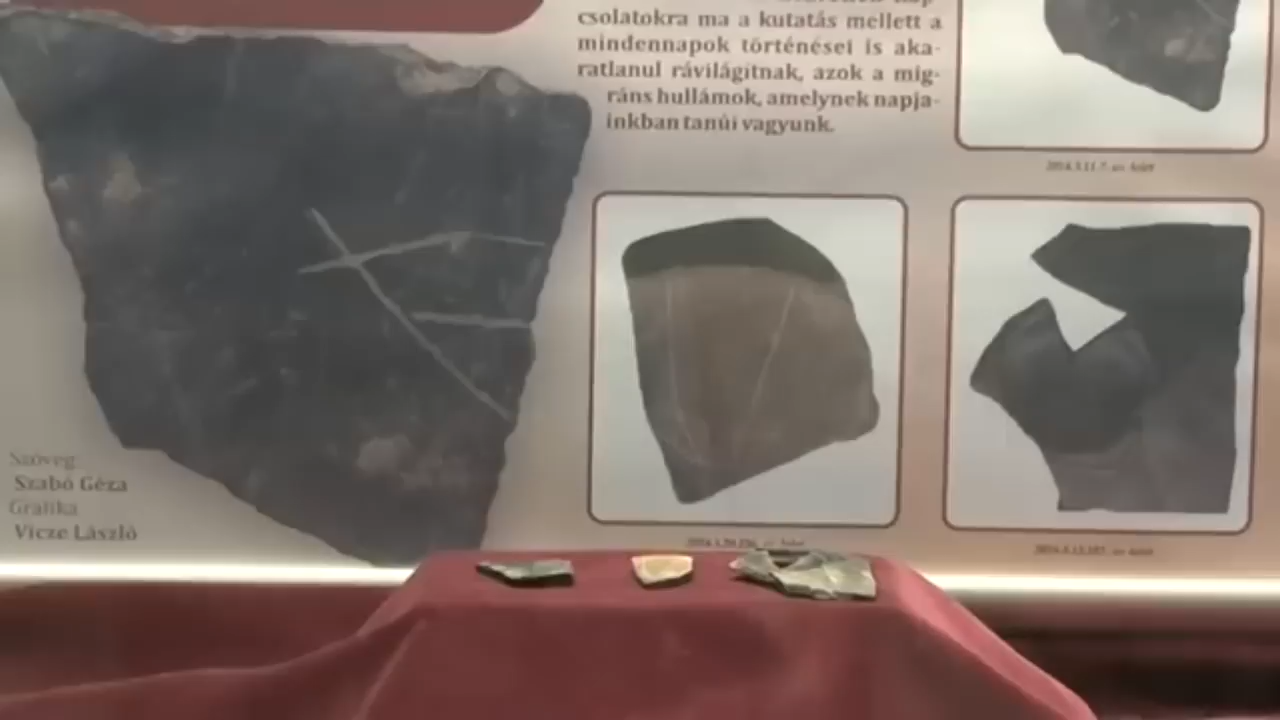 csolatokra ma a kutatás mellett a
mindennapok történései is aka-
ratlanul rávilágítnak, azok a mig-
ráns hullámok, amelynek napja-
inkban tanúi vagyunk.
Szöveg:
Szabó Géza
Grafika
Vicze László